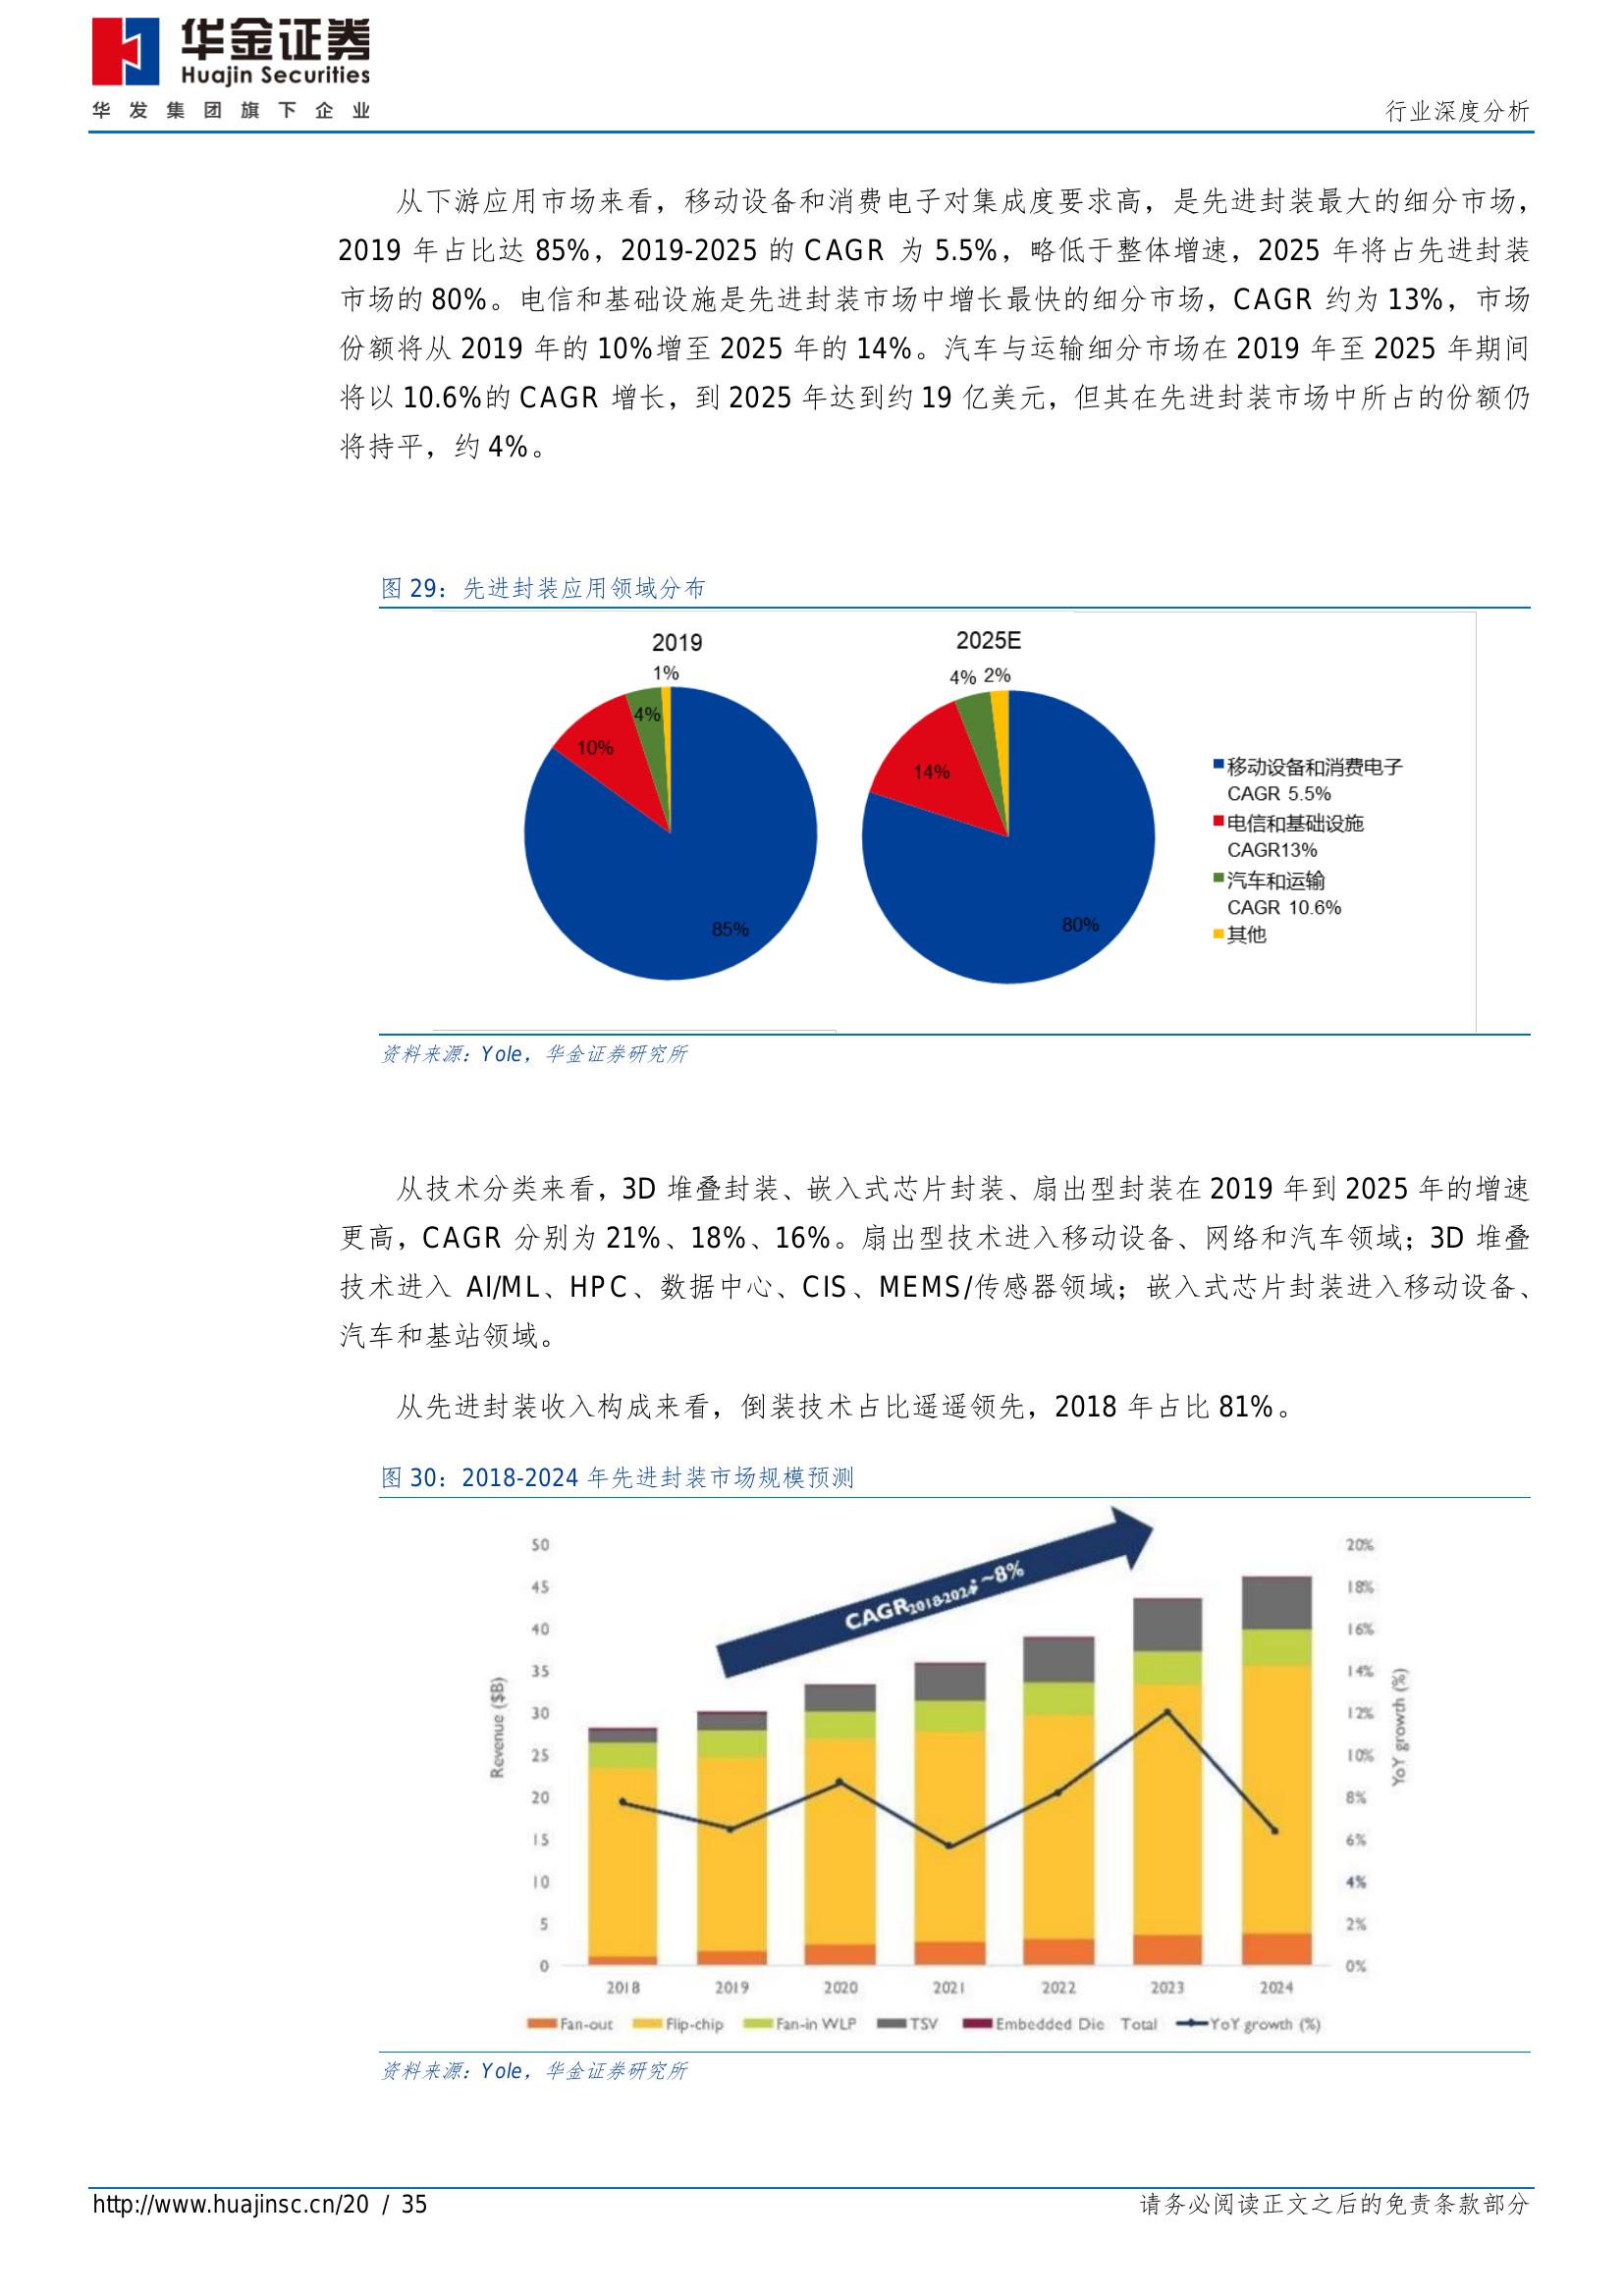 华金证券
Huajin Securities
华发集团旗下企业
行业深度分析
从下游应用市场来看，移动设备和消费电子对集成度要求高，是先进封装最大的细分市场，
2019 年占比达 85%，2019-2025 的 CAGR 为 5.5%，略低于整体增速，2025 年将占先进封装
市场的 80%。电信和基础设施是先进封装市场中增长最快的细分市场，CAGR 约为 13%，市场
份额将从 2019 年的 10%增至 2025 年的 14%。汽车与运输细分市场在 2019 年至 2025 年期间
将以 10.6%的 CAGR 增长，到 2025 年达到约 19 亿美元，但其在先进封装市场中所占的份额仍
将持平，约 4%。
图 29：先进封装应用领域分布
2019
1%
4%
10%
85%
2025E
4% 2%
14%
80%
移动设备和消费电子
CAGR 5.5%
电信和基础设施
CAGR13%
汽车和运输
CAGR 10.6%
其他
资料来源：Yole，华金证券研究所
从技术分类来看，3D 堆叠封装、嵌入式芯片封装、扇出型封装在 2019 年到 2025 年的增速
更高，CAGR 分别为 21%、18%、16%。扇出型技术进入移动设备、网络和汽车领域；3D 堆叠
技术进入 AI/ML、HPC、数据中心、CIS、MEMS/传感器领域；嵌入式芯片封装进入移动设备、
汽车和基站领域。
从先进封装收入构成来看，倒装技术占比遥遥领先，2018 年占比 81%。
图 30：2018-2024 年先进封装市场规模预测
CAGR2018-2024: ~8%
Revenue ($B)
50
45
40
35
30
25
20
15
10
5
0
20%
18%
16%
14%
12%
10%
8%
6%
4%
2%
0%
YoY growth (%)
2018 2019 2020 2021 2022 2023 2024
Fan-out Flip-chip Fan-in WLP TSV Embedded Die Total YoY growth (%)
资料来源：Yole，华金证券研究所
http://www.huajinsc.cn/20 / 35
请务必阅读正文之后的免责条款部分